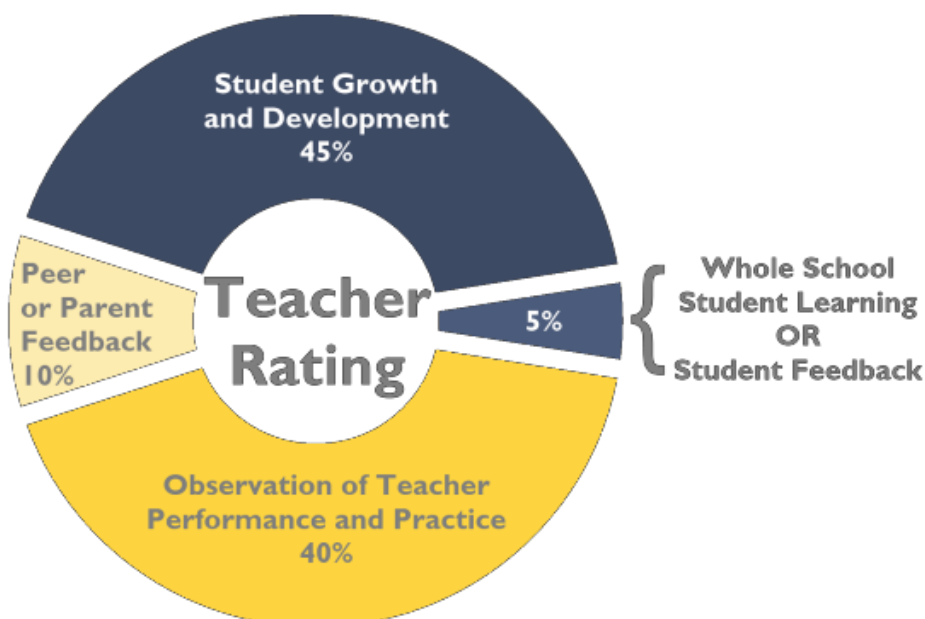 Student Growth
and Development
45%
Peer
or Parent
Feedback
10%
Teacher
Rating
5%
Whole School
Student Learning
OR
Student Feedback
Observation of Teacher
Performance and Practice
40%